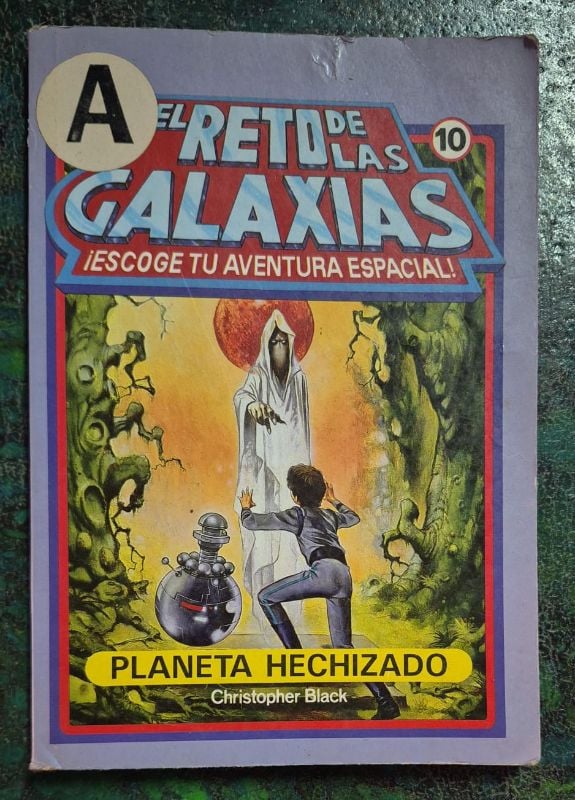 A
EL RETO DE
LAS
10
GALAXIAS
¡ESCOGE TU AVENTURA ESPACIAL!
PLANETA HECHIZADO
Christopher Black